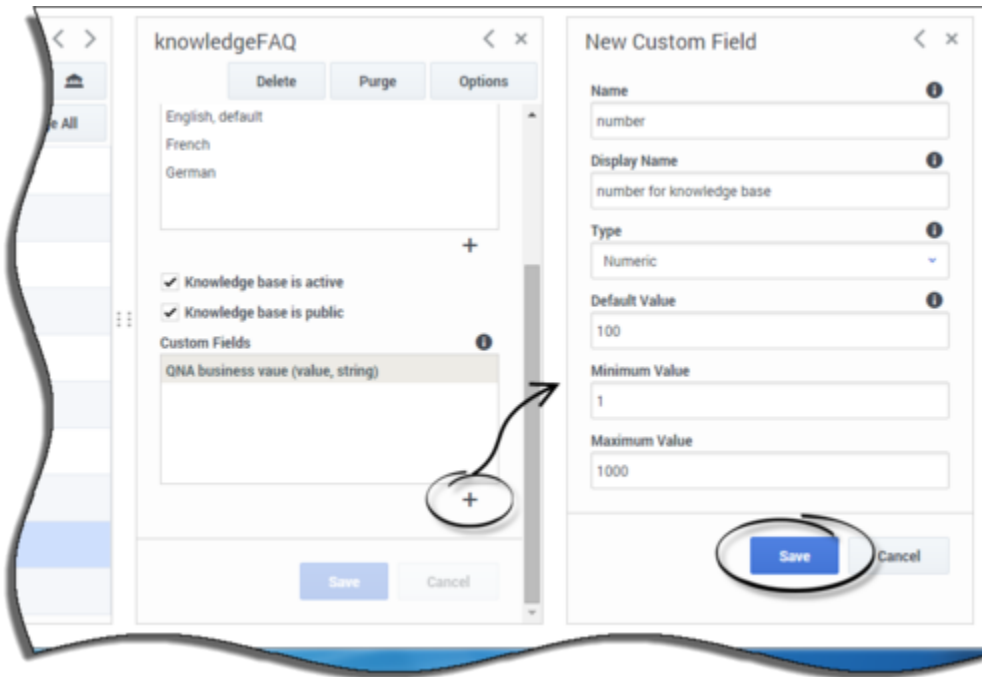 e All
knowledgeFAQ
Delete Purge Options
English, default
French
German
Knowledge base is active
Knowledge base is public
Custom Fields
QNA business vaue (value, string)
Save Cancel
New Custom Field
Name
number
Display Name
number for knowledge base
Type
Numeric
Default Value
100
Minimum Value
1
Maximum Value
1000
Save Cancel